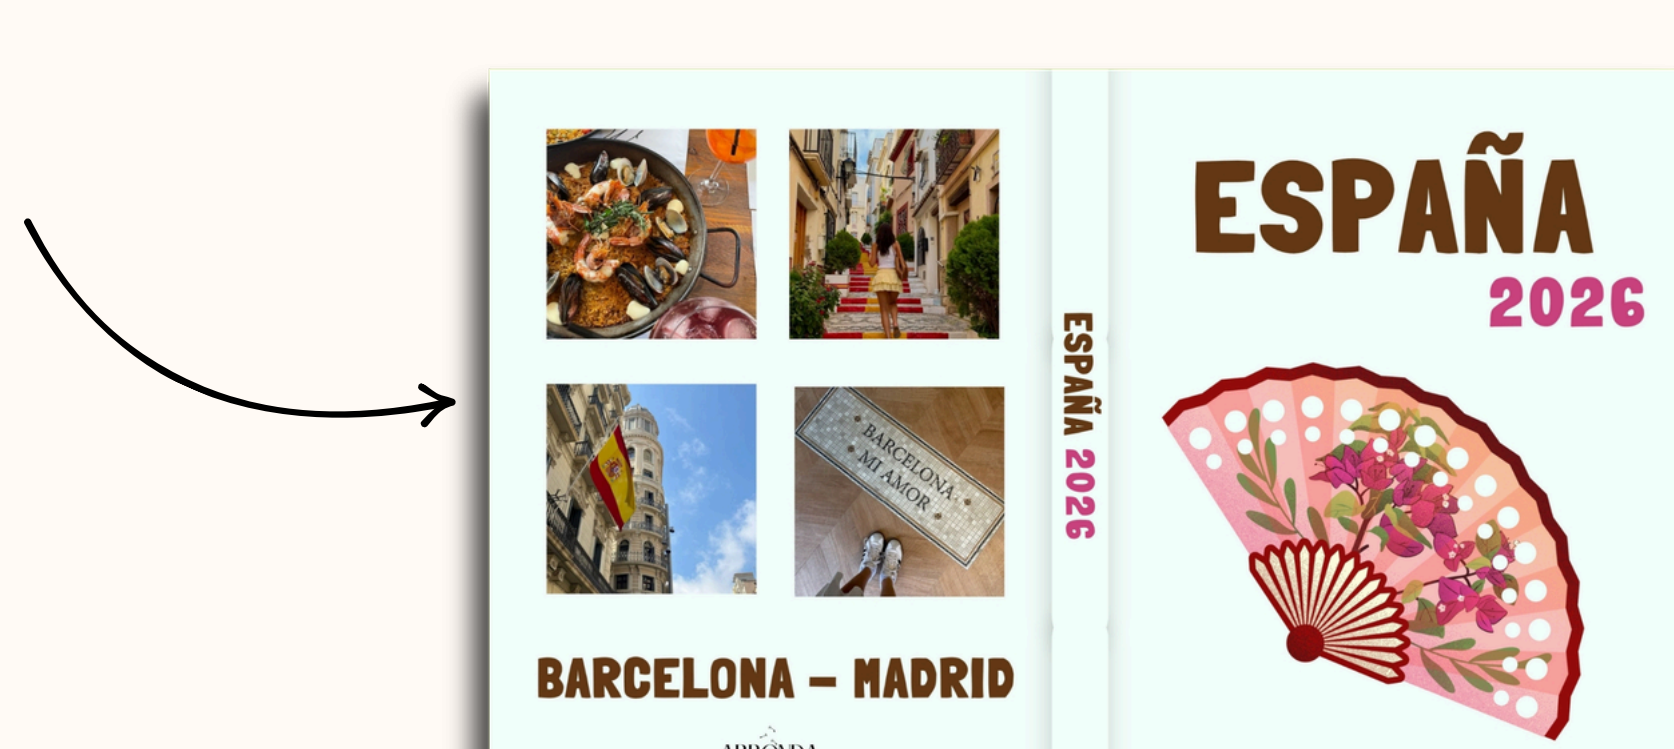 BARCELONA
MI AMOR
BARCELONA – MADRID
ESPAÑA 2026
ESPAÑA
2026